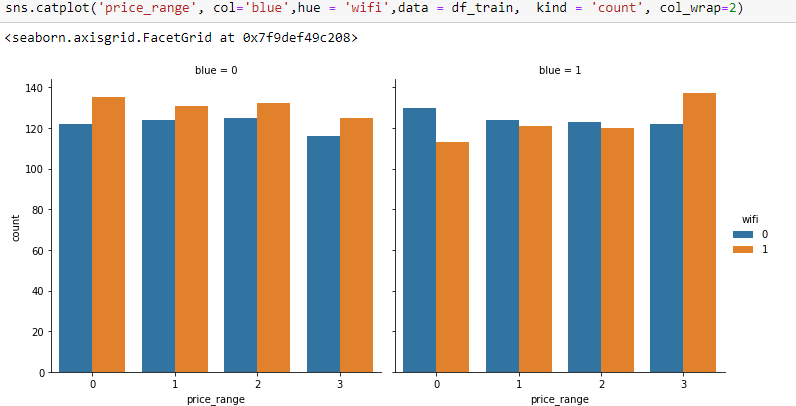 sns.catplot('price_range', col='blue',hue = 'wifi',data = df_train,  kind = 'count', col_wrap=2)
<seaborn.axisgrid.FacetGrid at 0x7f9def49c208>
blue = 0
blue = 1
140
120
100
80
60
40
20
0
count
0 1 2 3
price_range
0 1 2 3
price_range
wifi
0
1